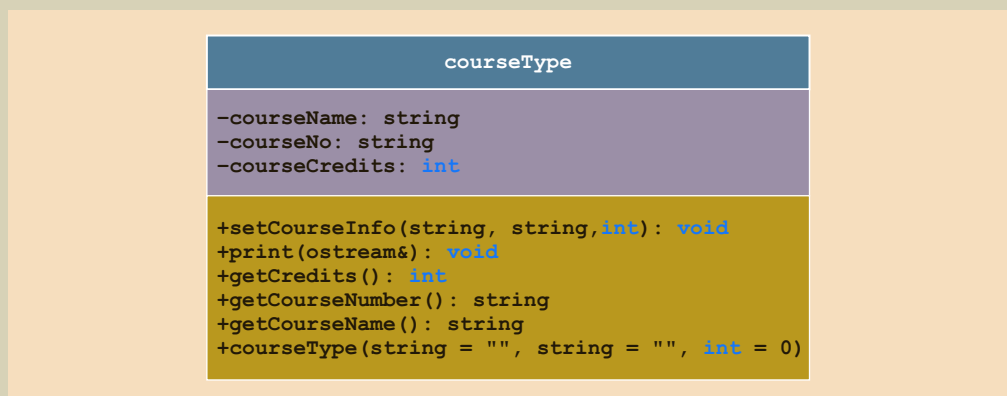 courseType
-courseName: string
-courseNo: string
-courseCredits: int
+setCourseInfo(string, string,int): void
+print(ostream&): void
+getCredits(): int
+getCourseNumber(): string
+getCourseName(): string
+courseType(string = "", string = "", int = 0)